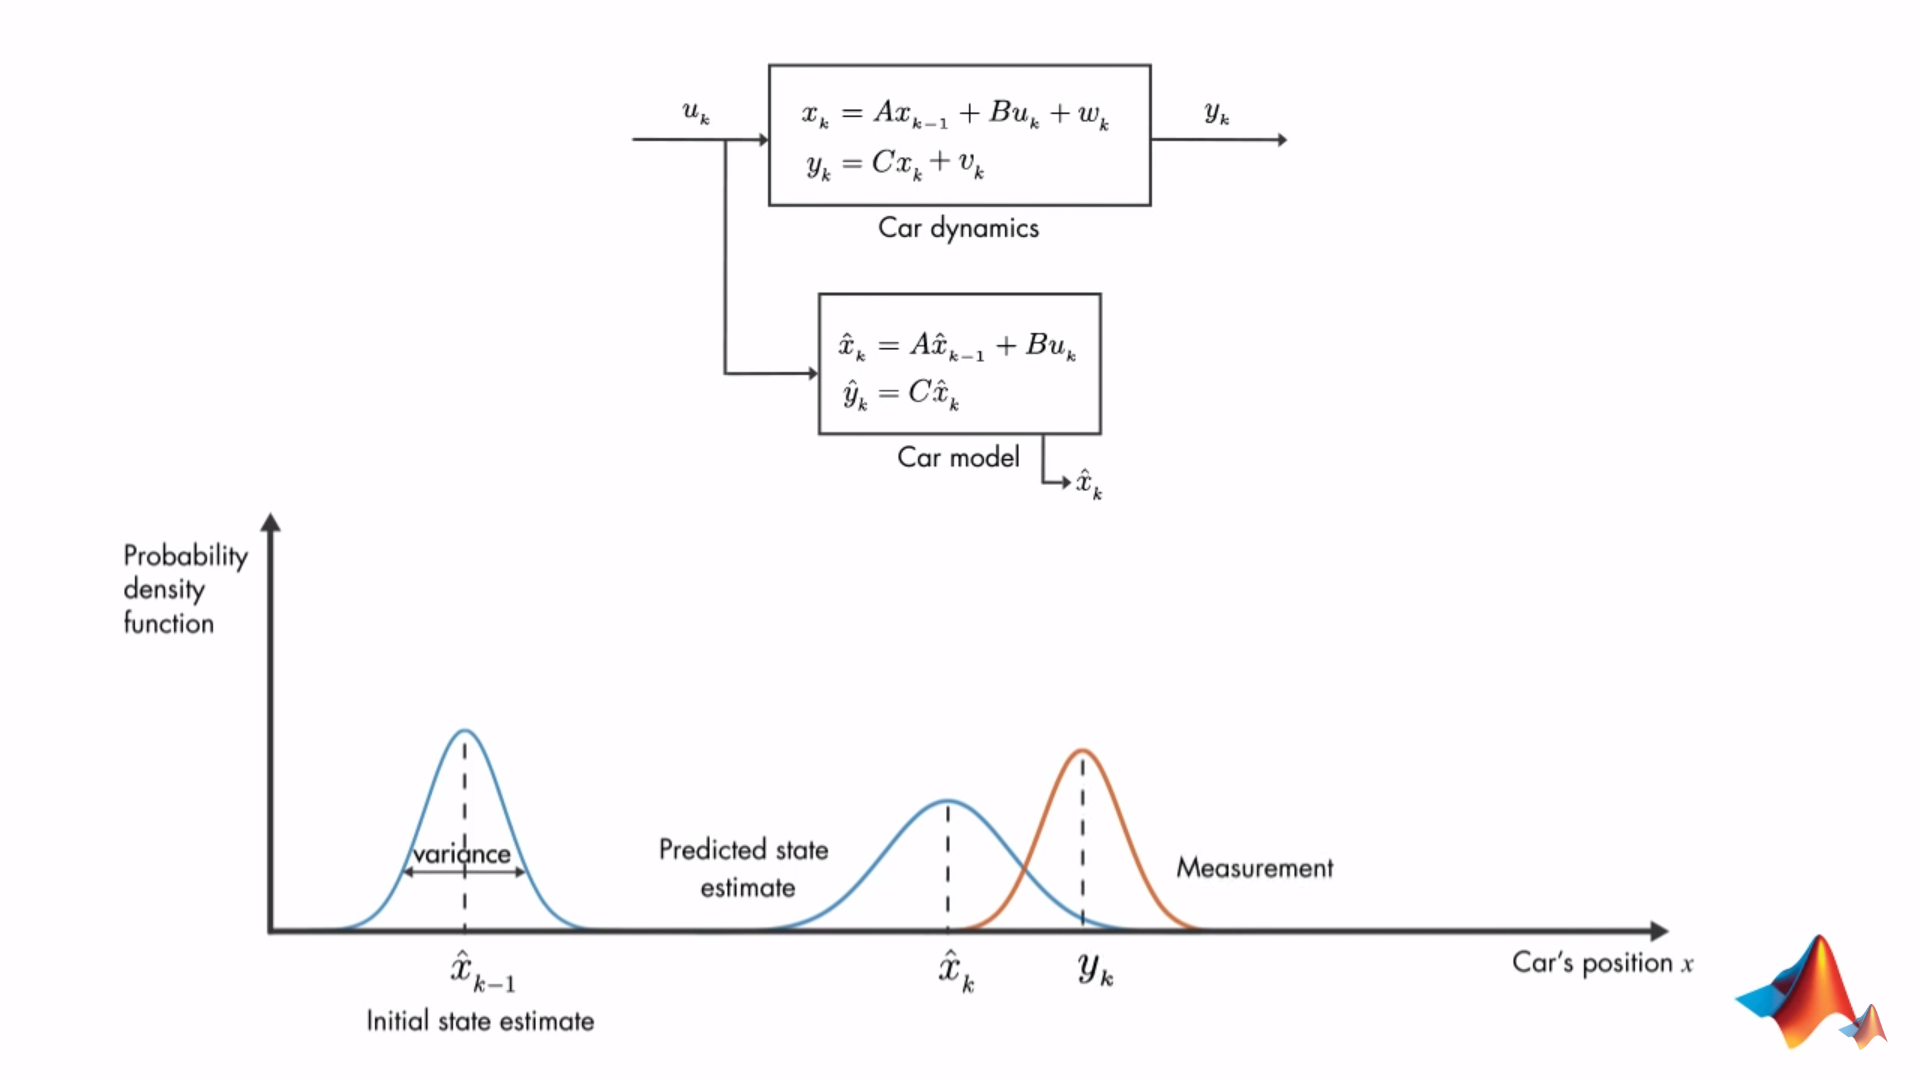 u_k
x_k = Ax_{k-1} + Bu_k + w_k
y_k = Cx_k + v_k
y_k
Car dynamics
x̂_k = Ax̂_{k-1} + Bu_k
ŷ_k = Cx̂_k
Car model
x̂_k
Probability
density
function
variance
Predicted state
estimate
Measurement
x̂_{k-1}
x̂_k
y_k
Car's position x
Initial state estimate